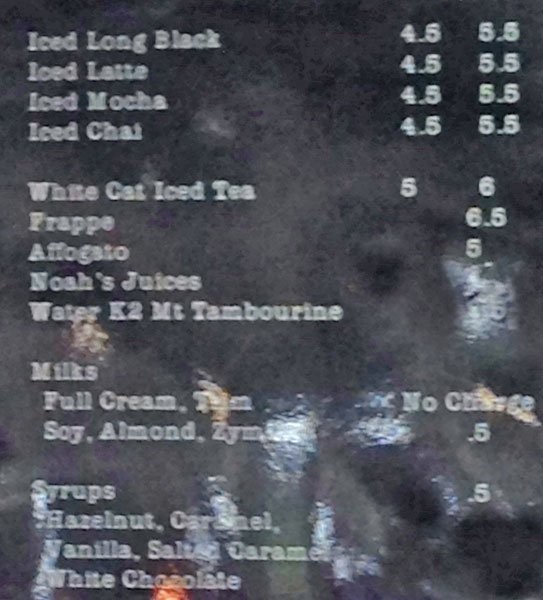 Iced Long Black 4.5 5.5
Iced Latte 4.5 5.5
Iced Mocha 4.5 5.5
Iced Chai 4.5 5.5
White Cat Iced Tea 5 6
Frappe 6.5
Affogato 5
Noah's Juices
Water K2 Mt Tambourine
Milks
Full Cream, Trim No Charge
Soy, Almond, .5
Syrups .5
Hazelnut, Caramel,
Vanilla, Salted Caramel
White Chocolate